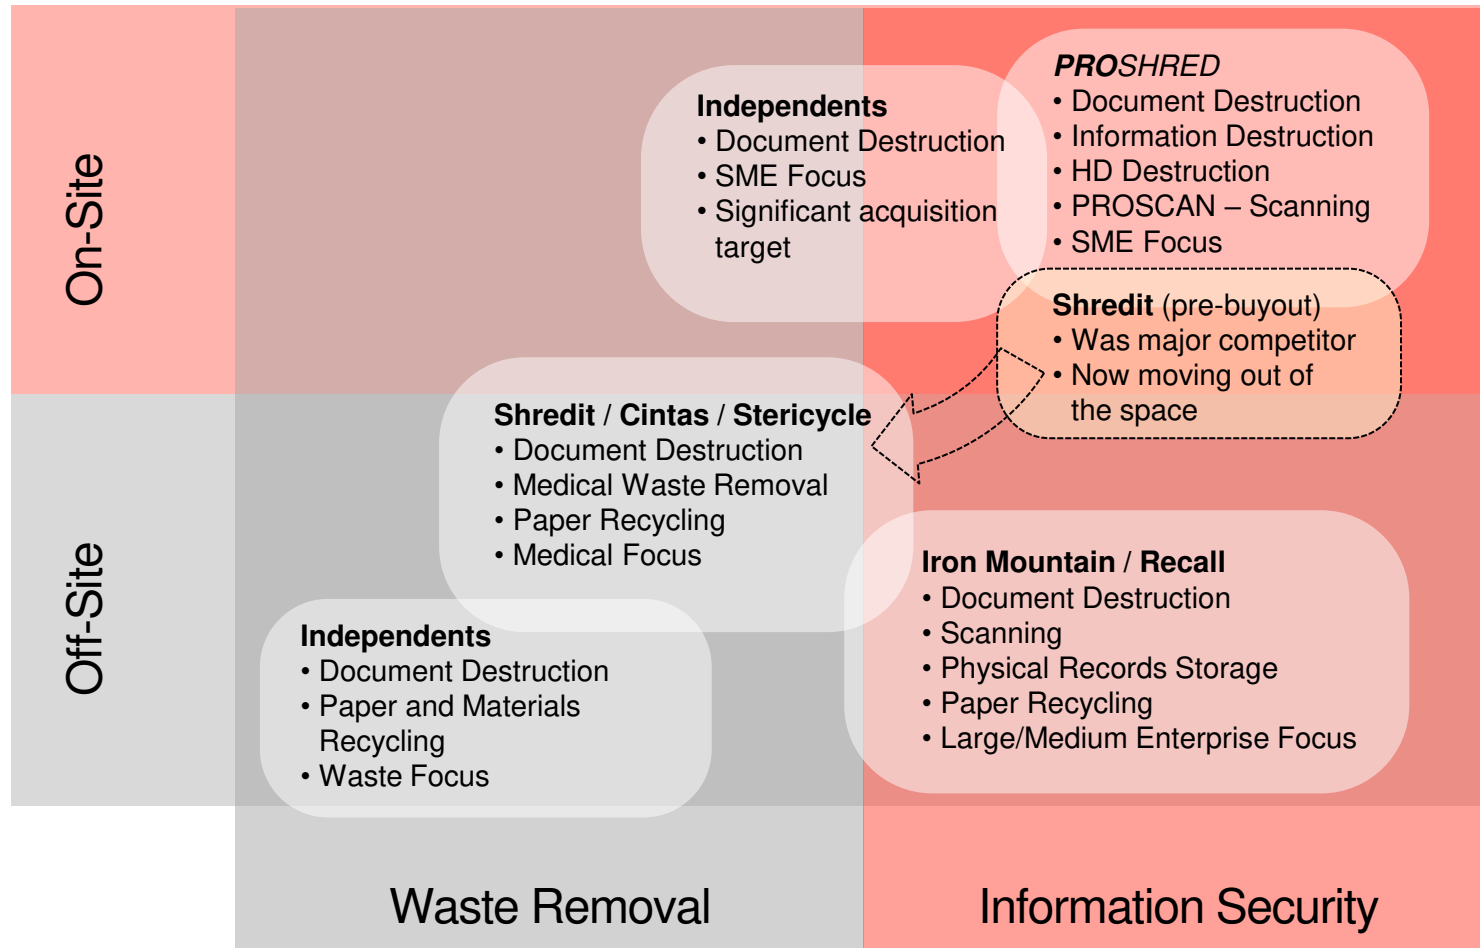 On-Site
Independents
• Document Destruction
• SME Focus
• Significant acquisition
target
PROSHRED
• Document Destruction
• Information Destruction
• HD Destruction
• PROSCAN – Scanning
• SME Focus
Shredit (pre-buyout)
• Was major competitor
• Now moving out of
the space
Off-Site
Shredit / Cintas / Stericycle
• Document Destruction
• Medical Waste Removal
• Paper Recycling
• Medical Focus
Iron Mountain / Recall
• Document Destruction
• Scanning
• Physical Records Storage
• Paper Recycling
• Large/Medium Enterprise Focus
Independents
• Document Destruction
• Paper and Materials
Recycling
• Waste Focus
Waste Removal
Information Security